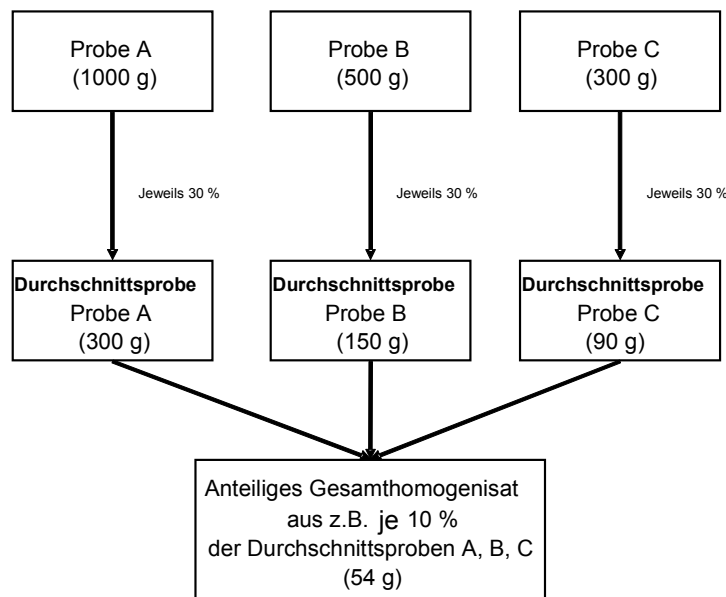 Probe A
(1000 g)
Probe B
(500 g)
Probe C
(300 g)
Jeweils 30 %
Jeweils 30 %
Jeweils 30 %
Durchschnittsprobe
Probe A
(300 g)
Durchschnittsprobe
Probe B
(150 g)
Durchschnittsprobe
Probe C
(90 g)
Anteiliges Gesamthomogenisat
aus z.B. je 10 %
der Durchschnittsproben A, B, C
(54 g)